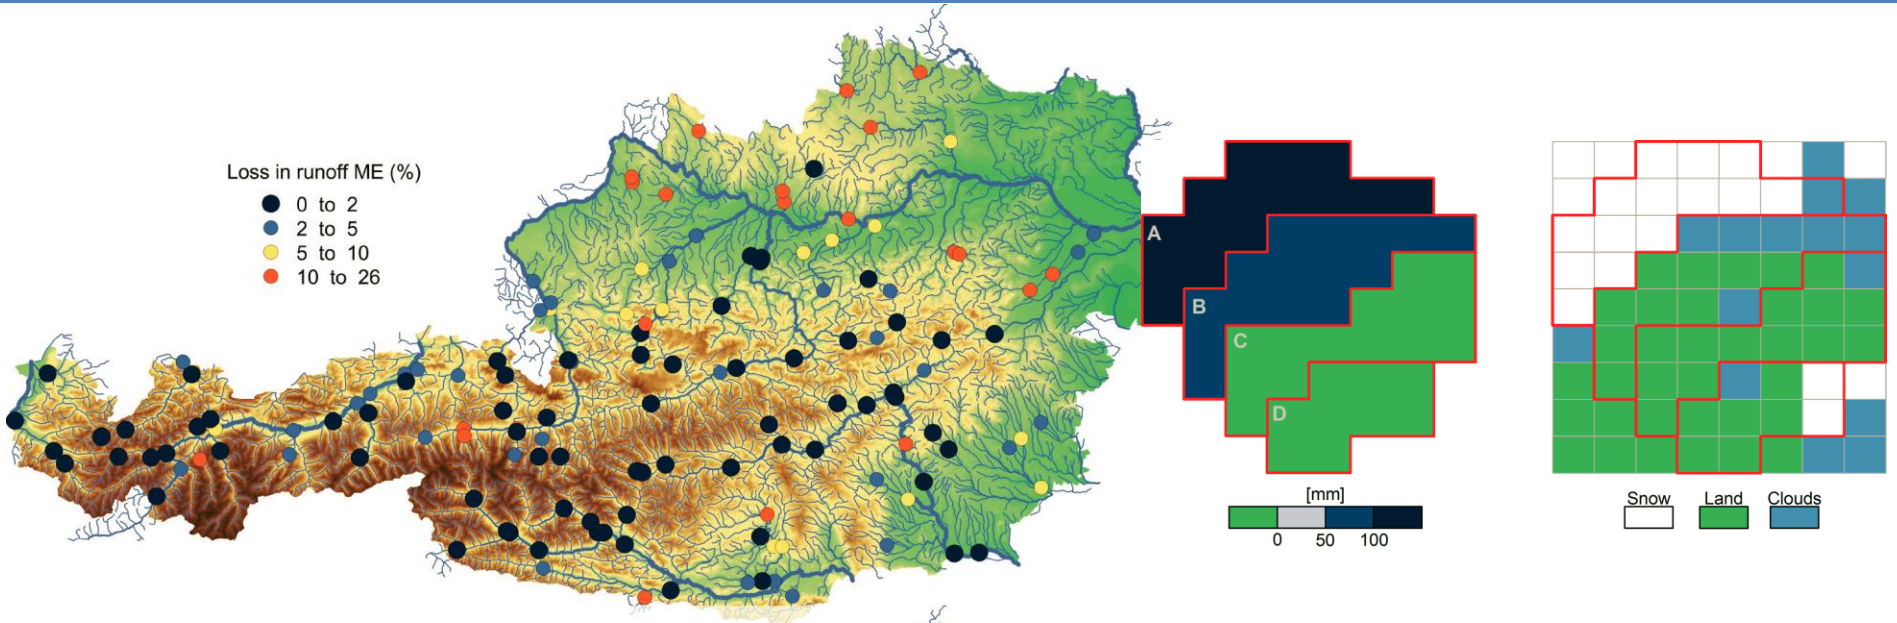 Loss in runoff ME (%)
0 to 2
2 to 5
5 to 10
10 to 26
A
B
C
D
[mm]
0 50 100
Snow Land Clouds